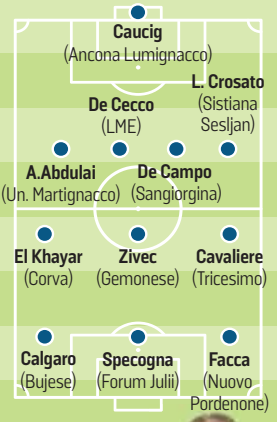 Caucig
(Ancona Lumignacco)
L. Crosato
(Sistiana
Sesljan)
De Cecco
(LME)
A.Abdulai
(Un. Martignacco)
De Campo
(Sangiorgina)
El Khayar
(Corva)
Zivec
(Gemonese)
Cavaliere
(Tricesimo)
Calgaro
(Bujese)
Specogna
(Forum Julii)
Facca
(Nuovo
Pordenone)